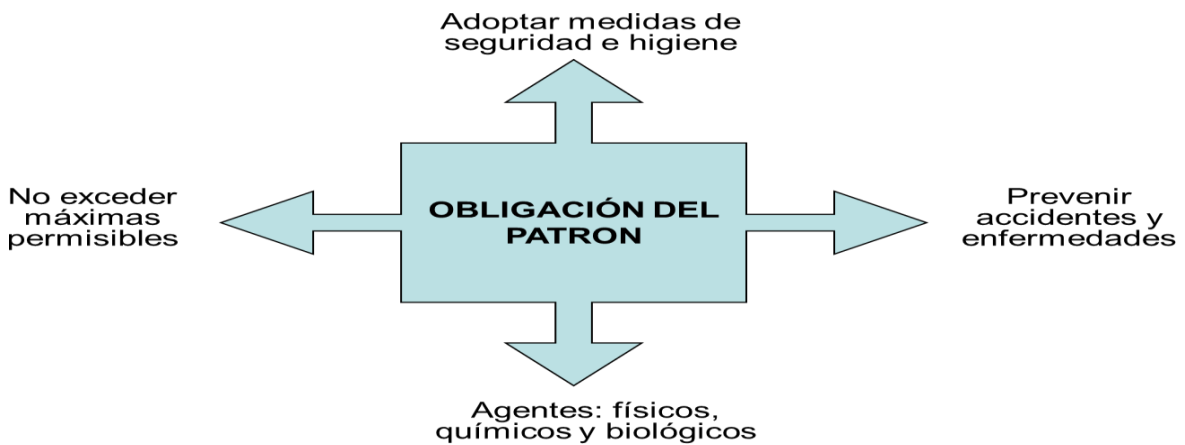 Adoptar medidas de
seguridad e higiene
No exceder
máximas
permisibles
OBLIGACIÓN DEL
PATRON
Prevenir
accidentes y
enfermedades
Agentes: físicos,
químicos y biológicos